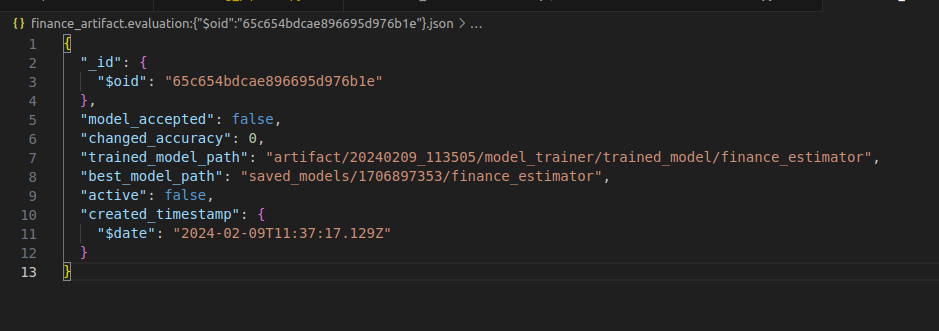 {} finance_artifact.evaluation:{"$oid":"65c654bdcae896695d976b1e"}.json > ...
1 {
2 "_id": {
3 "$oid": "65c654bdcae896695d976b1e"
4 },
5 "model_accepted": false,
6 "changed_accuracy": 0,
7 "trained_model_path": "artifact/20240209_113505/model_trainer/trained_model/finance_estimator",
8 "best_model_path": "saved_models/1706897353/finance_estimator",
9 "active": false,
10 "created_timestamp": {
11 "$date": "2024-02-09T11:37:17.129Z"
12 }
13 }